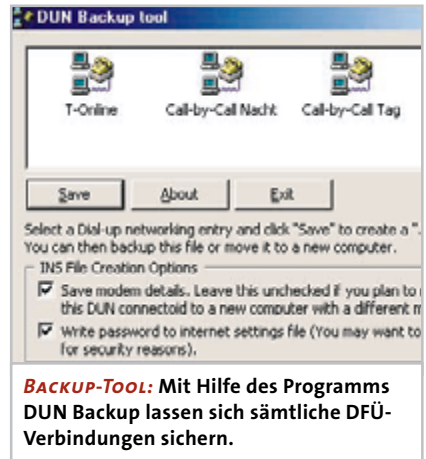 DUN Backup tool
T-Online Call-by-Call Nacht Call-by-Call Tag
Save About Exit
Select a Dial-up networking entry and click "Save" to create a ".
You can then backup this file or move it to a new computer.
INS File Creation Options
Save modem details. Leave this unchecked if you plan to
this DUN connectoid to a new computer with a different
Write password to internet settings file (You may want to
for security reasons).
BACKUP-TOOL: Mit Hilfe des Programms
DUN Backup lassen sich sämtliche DFÜ-
Verbindungen sichern.